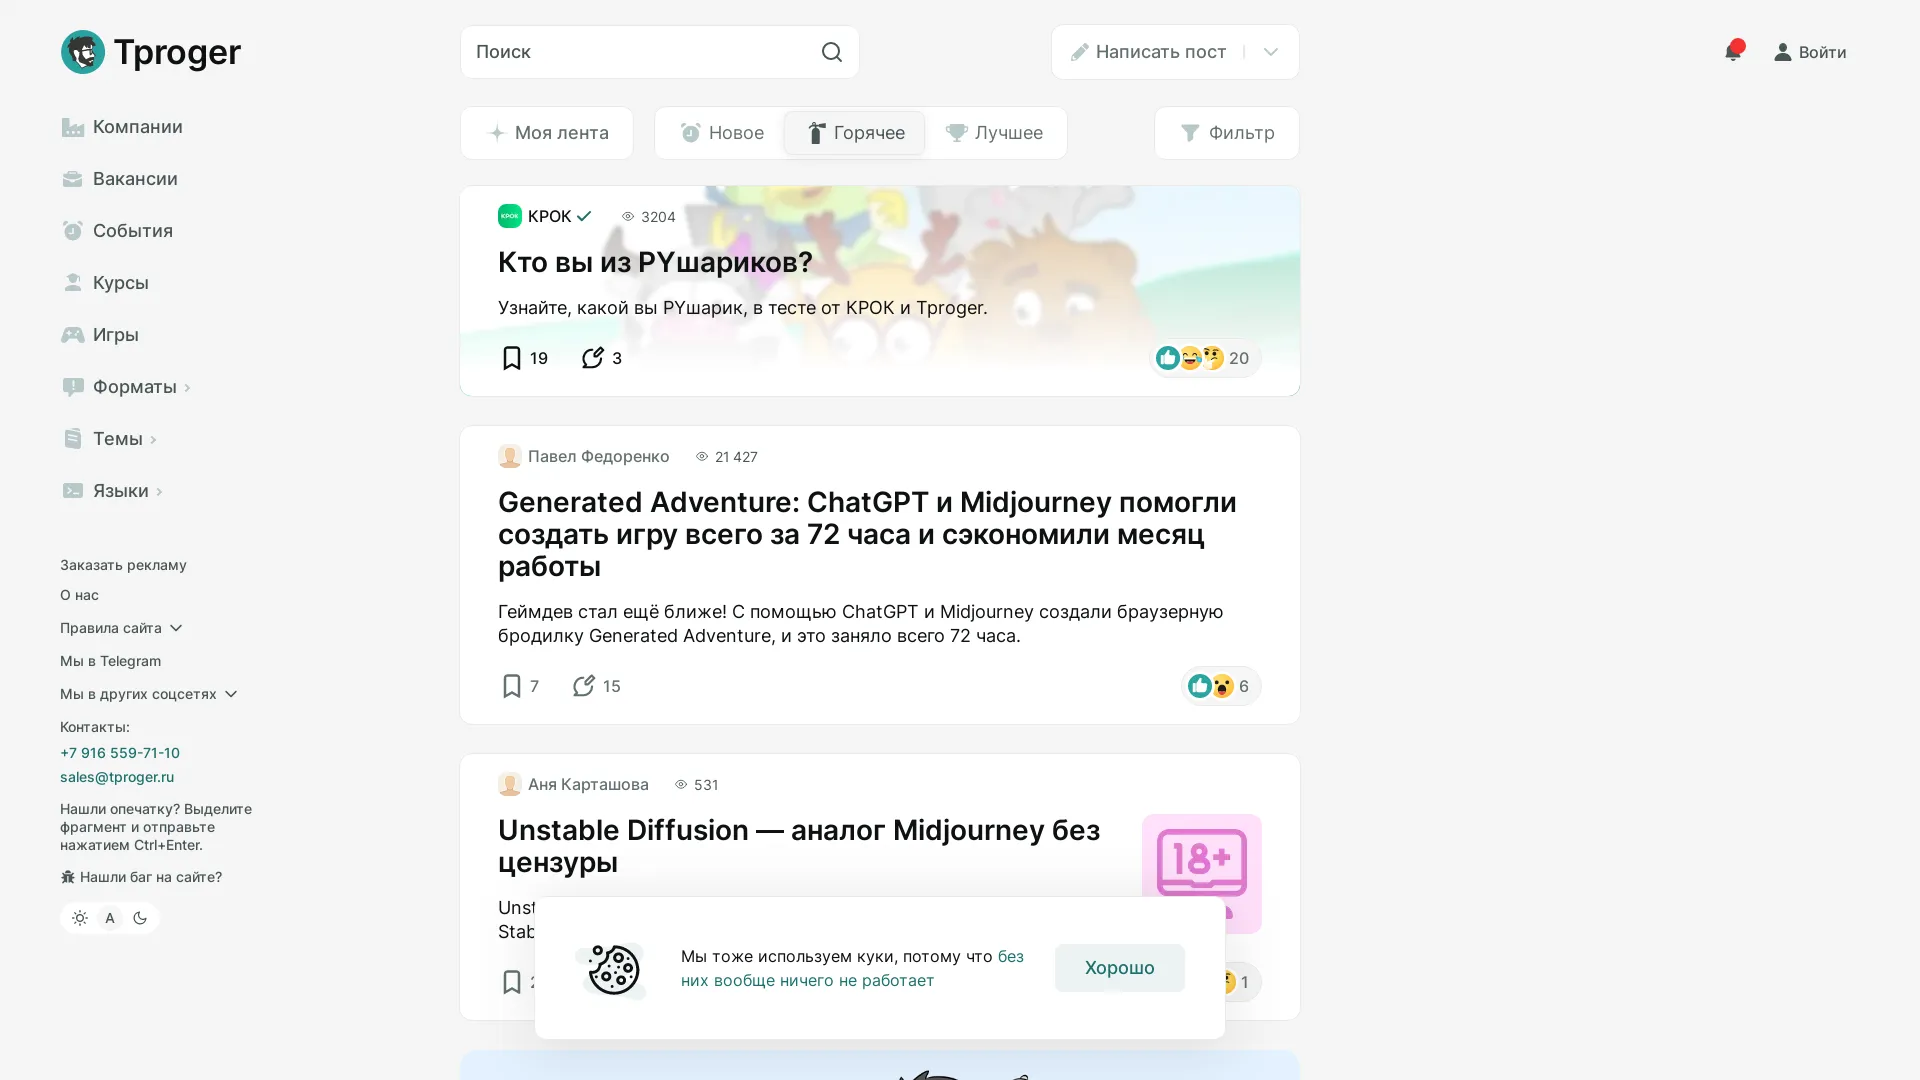 Tproger
Поиск
Написать пост
Войти
Компании
Вакансии
События
Курсы
Игры
Форматы
Темы
Языки
Заказать рекламу
О нас
Правила сайта
Мы в Telegram
Мы в других соцсетях
Контакты:
+7 916 559-71-10
sales@tproger.ru
Нашли опечатку? Выделите
фрагмент и отправьте
нажатием Ctrl+Enter.
Нашли баг на сайте?
A
Моя лента
Новое
Горячее
Лучшее
Фильтр
КРОК
КРОК 3204
Кто вы из PYшариков?
Узнайте, какой вы PYшарик, в тесте от КРОК и Tproger.
19 3 20
Павел Федоренко 21 427
Generated Adventure: ChatGPT и Midjourney помогли
создать игру всего за 72 часа и сэкономили месяц
работы
Геймдев стал ещё ближе! С помощью ChatGPT и Midjourney создали браузерную
бродилку Generated Adventure, и это заняло всего 72 часа.
7 15 6
Аня Карташова 531
Unstable Diffusion — аналог Midjourney без
цензуры
18+
Unst
Stab
1
Мы тоже используем куки, потому что без
них вообще ничего не работает
Хорошо